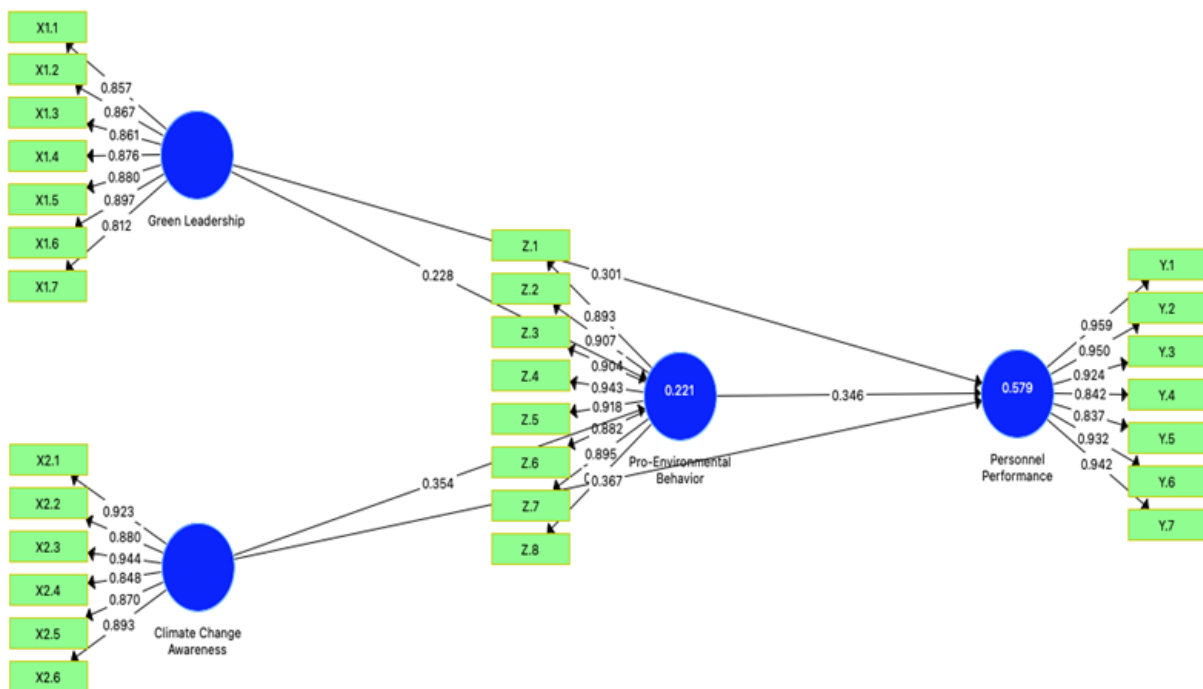 X1.1
X1.2
X1.3
X1.4
X1.5
X1.6
X1.7
0.857
0.867
0.861
0.876
0.880
0.897
0.812
Green Leadership
X2.1
X2.2
X2.3
X2.4
X2.5
X2.6
0.923
0.880
0.944
0.848
0.870
0.893
Climate Change
Awareness
0.228
0.301
0.354
0.367
0.346
Z.1
Z.2
Z.3
Z.4
Z.5
Z.6
Z.7
Z.8
0.893
0.907
0.904
0.943
0.918
0.882
0.895
0.221
Pro-Environmental
Behavior
0.579
Personnel
Performance
0.959
0.950
0.924
0.842
0.837
0.932
0.942
Y.1
Y.2
Y.3
Y.4
Y.5
Y.6
Y.7